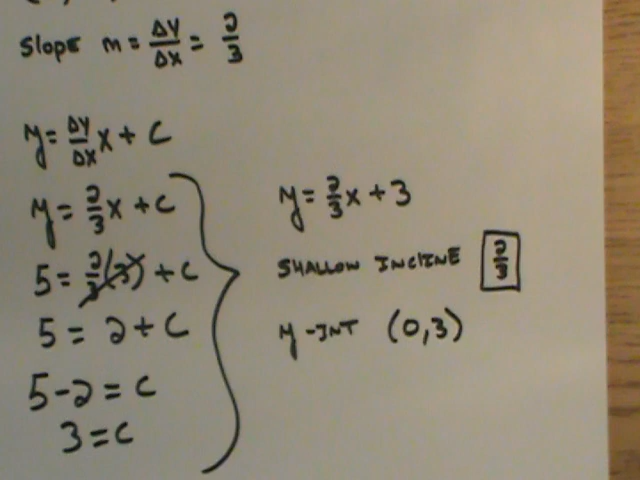 Slope m = ΔY/ΔX = 2/3
y = ΔY/ΔX x + C
y = 2/3 x + C
5 = 2/3(3) + C
5 = 2 + C
5 - 2 = C
3 = C
y = 2/3 x + 3
SHALLOW INCLINE 2/3
y-INT (0,3)